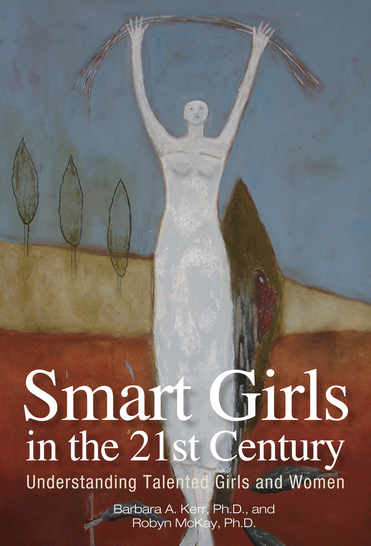 Smart Girls
in the 21st Century
Understanding Talented Girls and Women
Barbara A. Kerr, Ph.D., and
Robyn McKay, Ph.D.